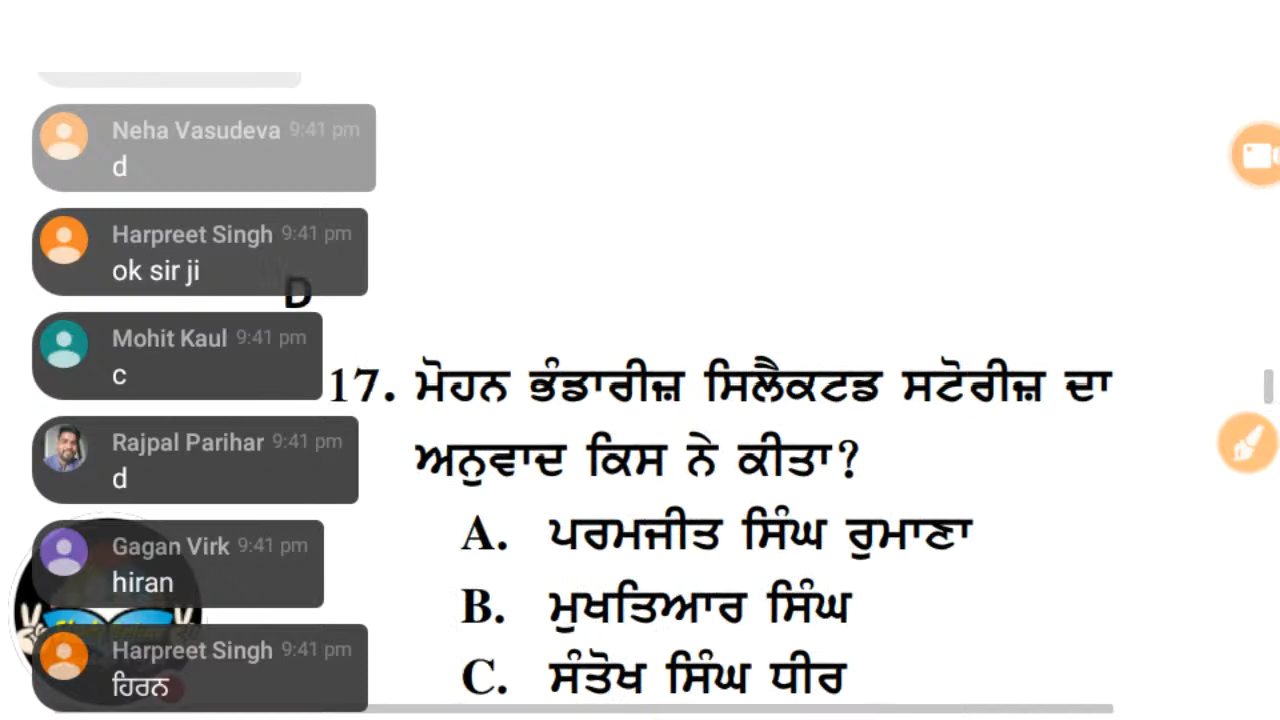 Neha Vasudeva 9:41 pm
d
Harpreet Singh 9:41 pm
ok sir ji
D
Mohit Kaul 9:41 pm
c
Rajpal Parihar 9:41 pm
d
Gagan Virk 9:41 pm
hiran
Harpreet Singh 9:41 pm
ਹਿਰਨ
17. ਮੋਹਨ ਭੰਡਾਰੀਜ਼ ਸਿਲੈਕਟਡ ਸਟੋਰੀਜ਼ ਦਾ
ਅਨੁਵਾਦ ਕਿਸ ਨੇ ਕੀਤਾ?
A. ਪਰਮਜੀਤ ਸਿੰਘ ਰੁਮਾਣਾ
B. ਮੁਖਤਿਆਰ ਸਿੰਘ
C. ਸੰਤੋਖ ਸਿੰਘ ਧੀਰ